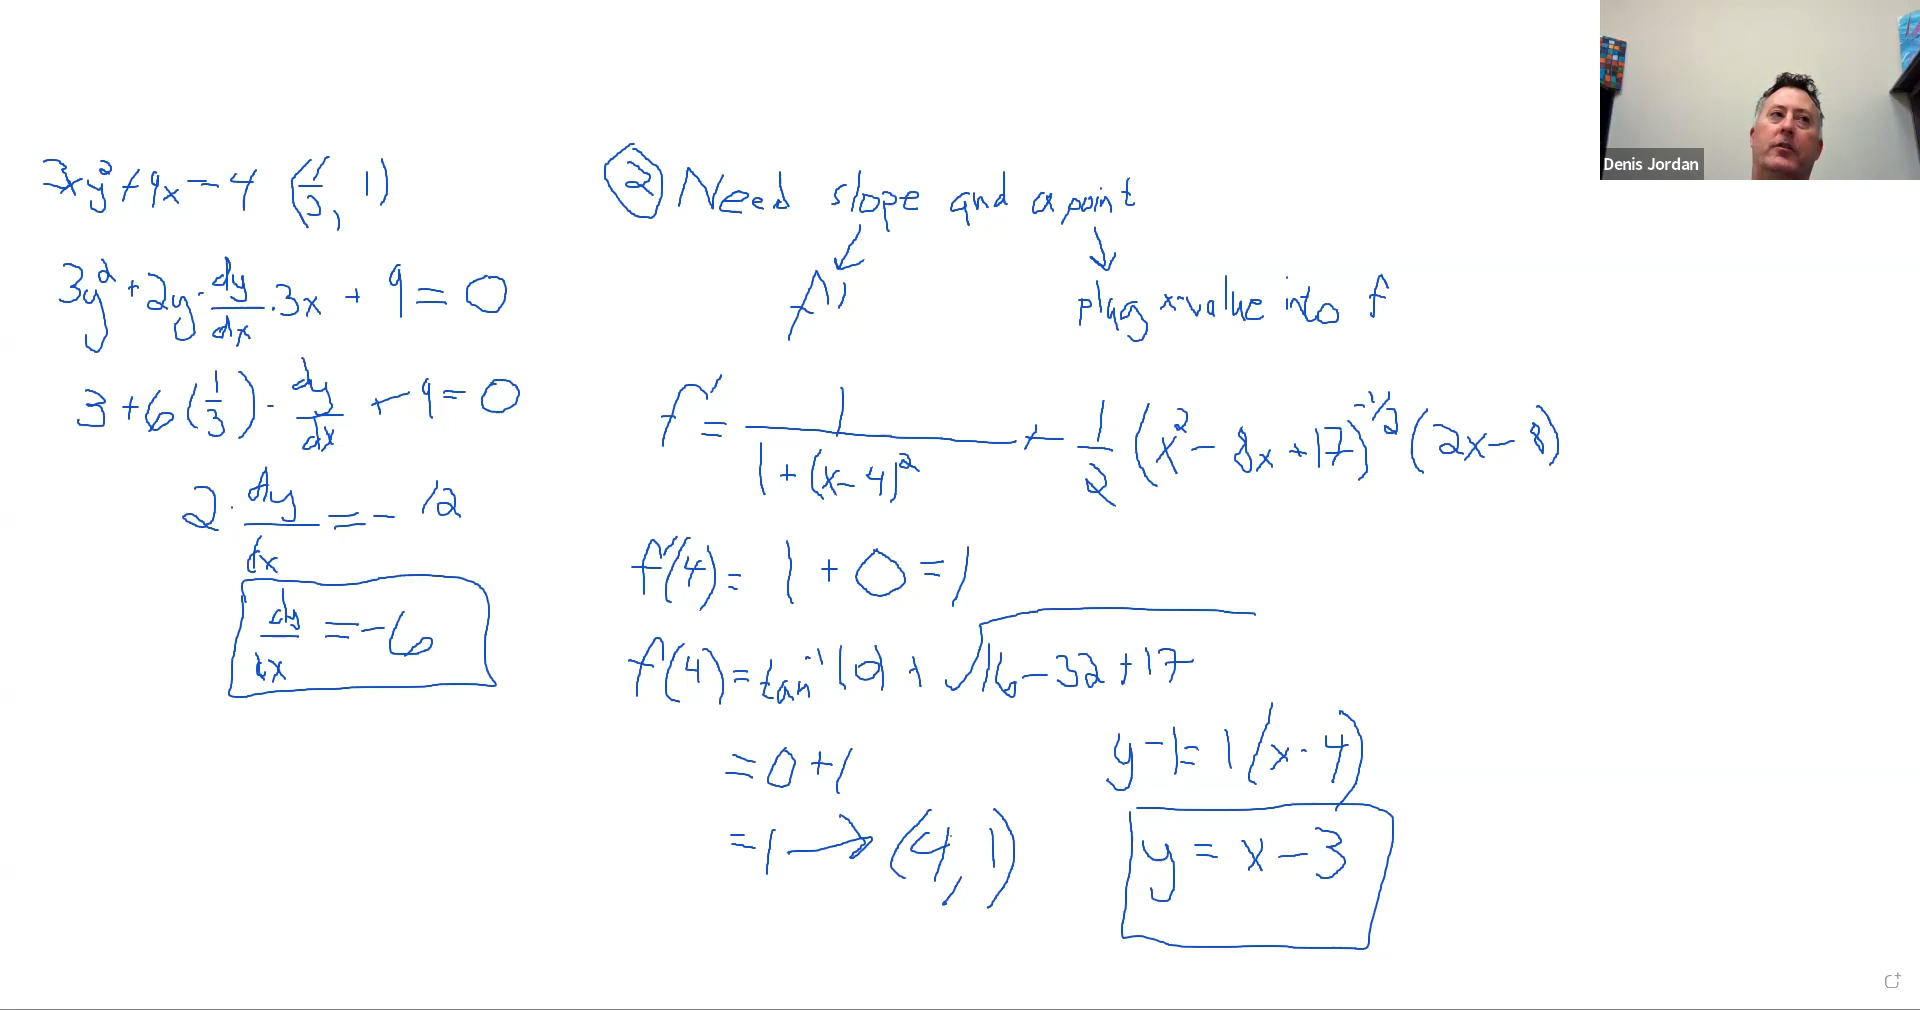 3xy² + 9x = 4 (1/3, 1)
3y² + 2y · dy/dx · 3x + 9 = 0
3 + 6(1/3) · dy/dx + 9 = 0
2 · dy/dx = -12
dy/dx = -6
② Need slope and a point
f' plug x-value into f
f' = 1/(1 + (x-4)²) + 1/2 (x² - 8x + 17)^(-1/2) (2x - 8)
f'(4) = 1 + 0 = 1
f(4) = tan⁻¹(0) + √(16 - 32 + 17)
= 0 + 1
= 1 → (4, 1)
y - 1 = 1(x - 4)
y = x - 3
Denis Jordan